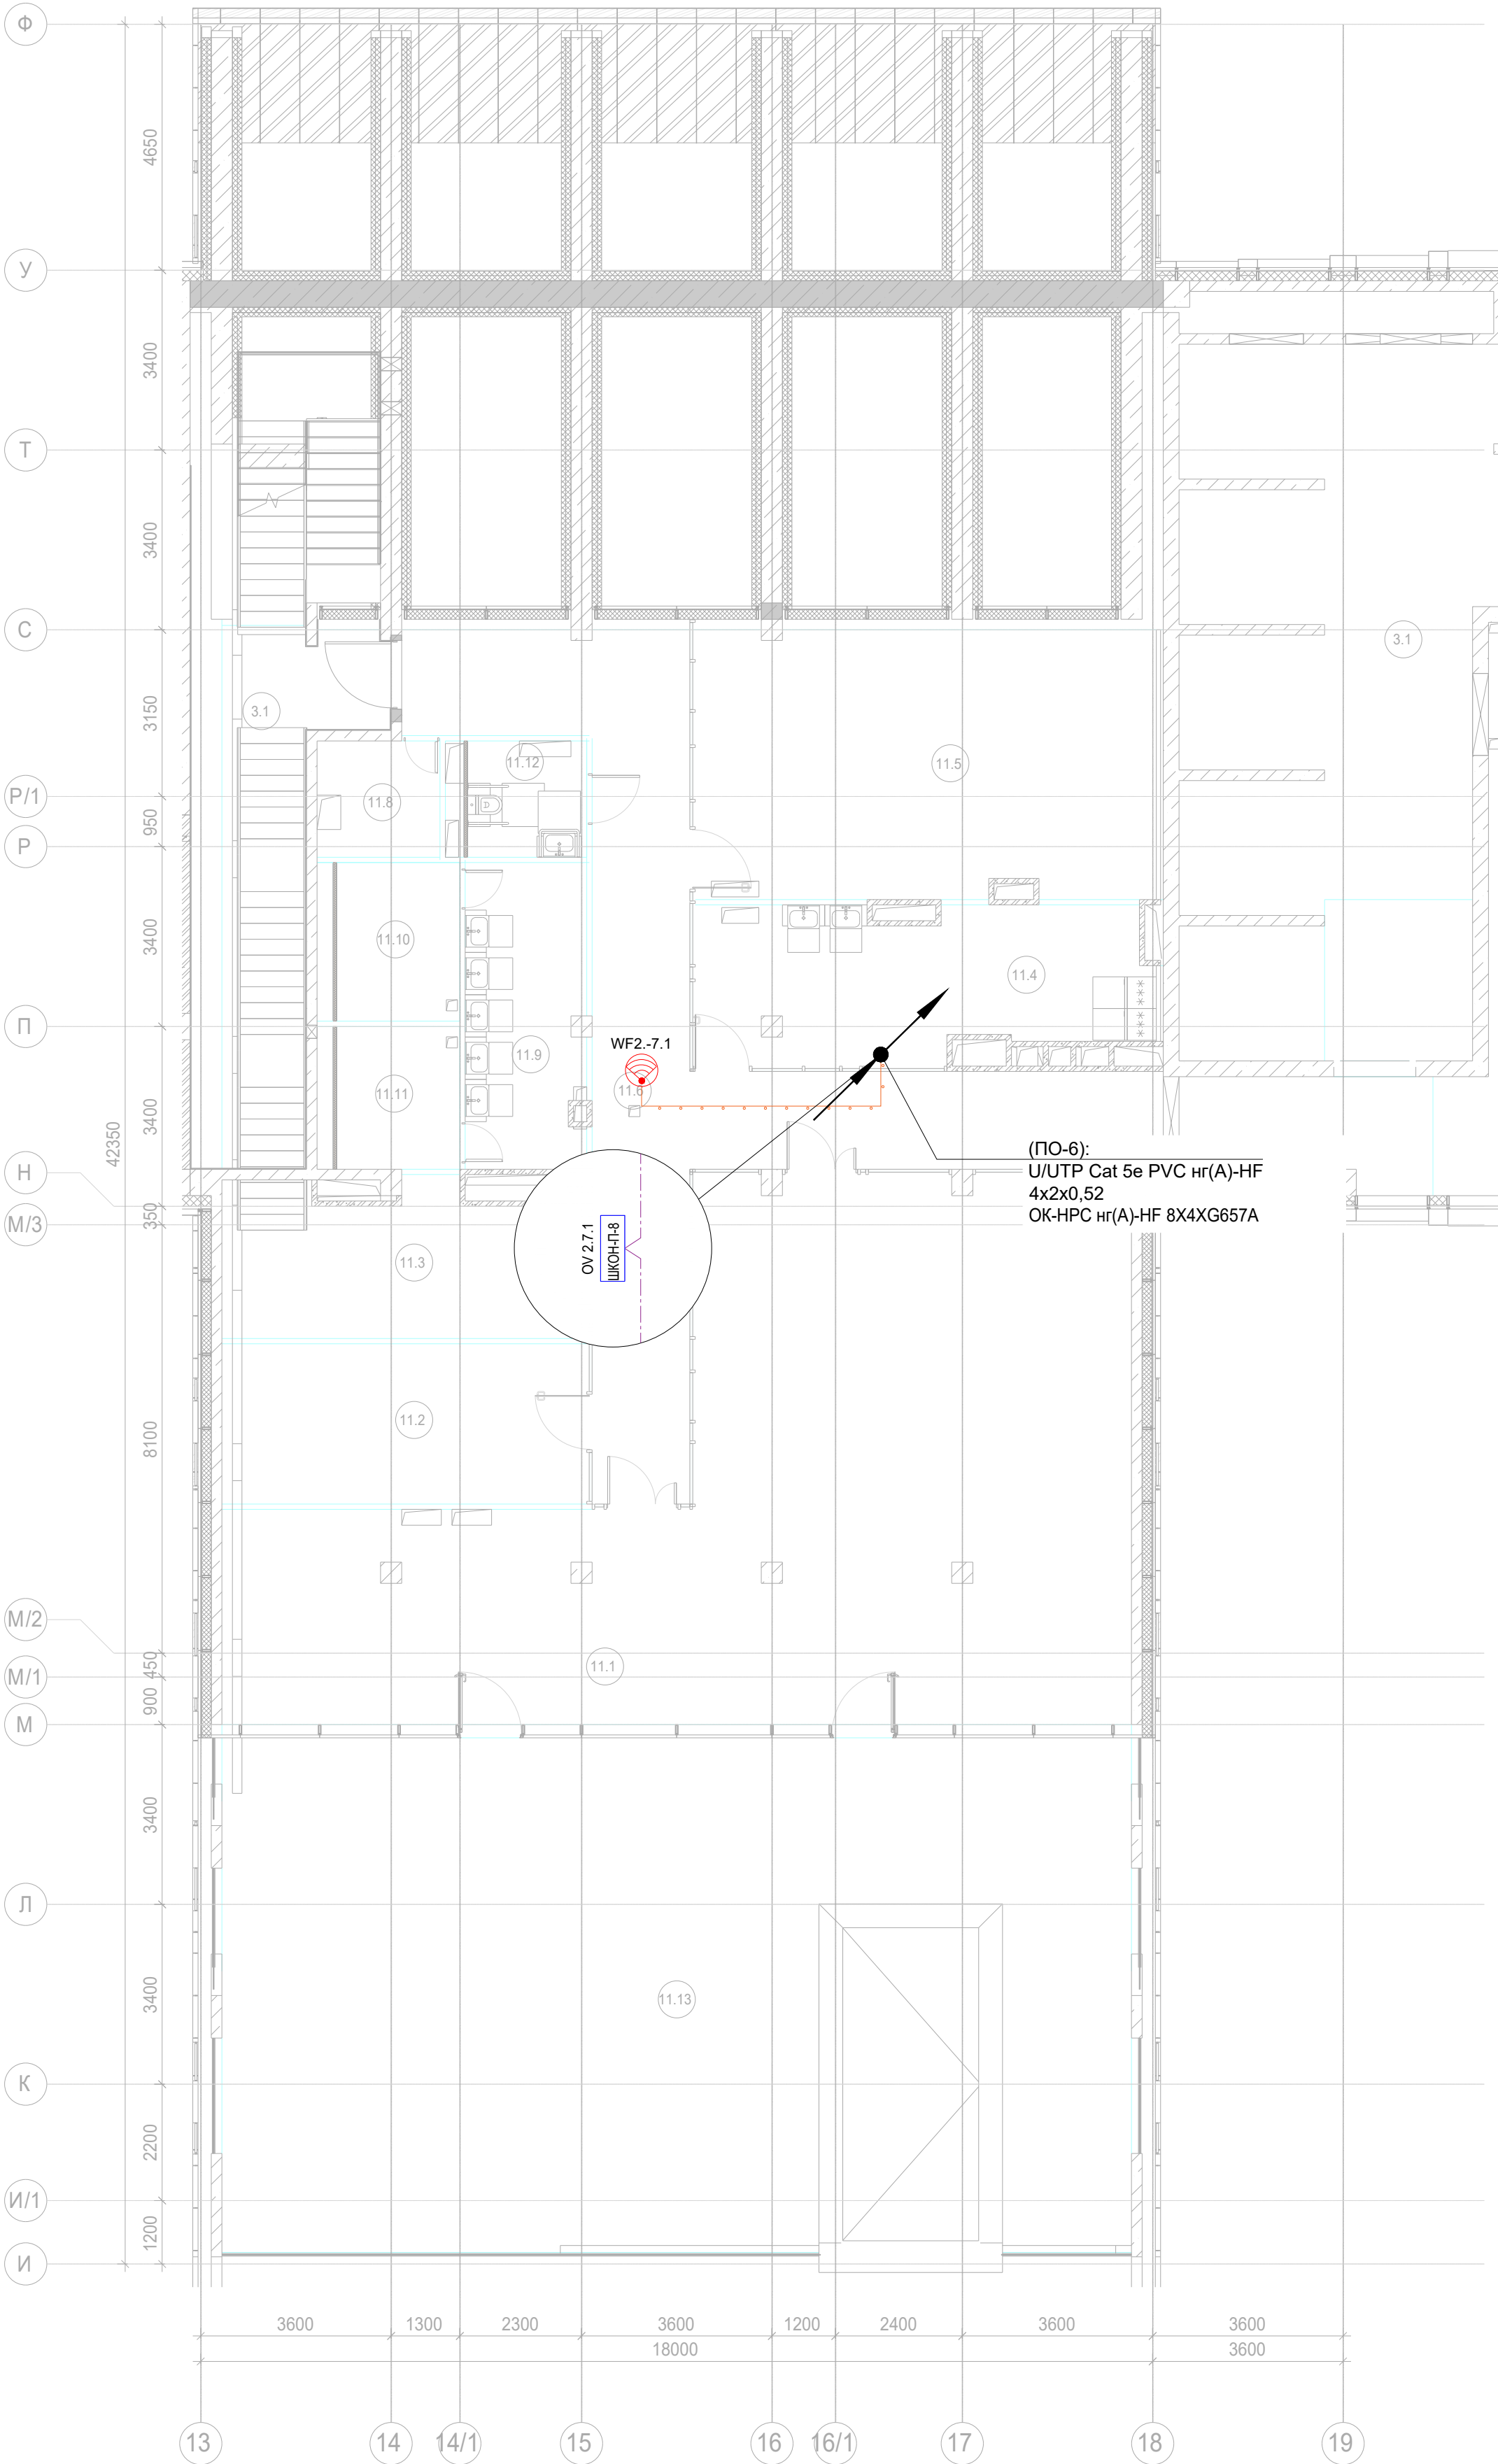 Ф
4650
У
3400
Т
3400
С
3.1
3150
3.1
11.12
11.5
Р/1
11.8
950
Р
3400
11.10
11.4
П
WF2.-7.1
11.9
11.6
11.11
3400
42350
(ПО-6):
U/UTP Cat 5e PVC нг(А)-HF
4x2x0,52
ОК-НРС нг(А)-HF 8X4XG657A
Н
350
М/3
OV 2.7.1
ШКОН-П-8
11.3
11.2
8100
М/2
450
11.1
М/1
900
М
3400
Л
3400
11.13
К
2200
И/1
1200
И
3600 1300 2300 3600 1200 2400 3600 3600
18000 3600
13 14 14/1 15 16 16/1 17 18 19